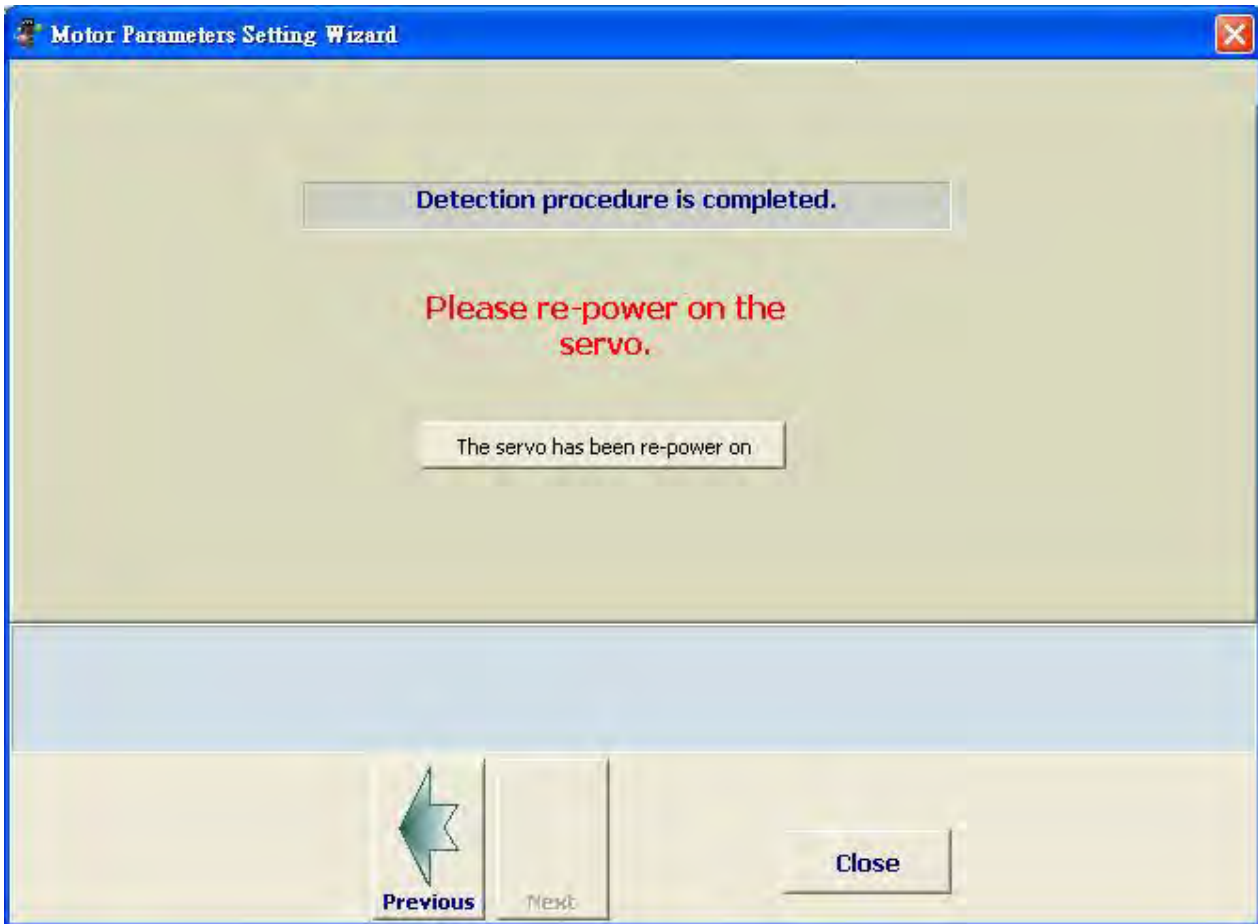 Motor Parameters Setting Wizard
Detection procedure is completed.
Please re-power on the
servo.
The servo has been re-power on
Previous
Next
Close